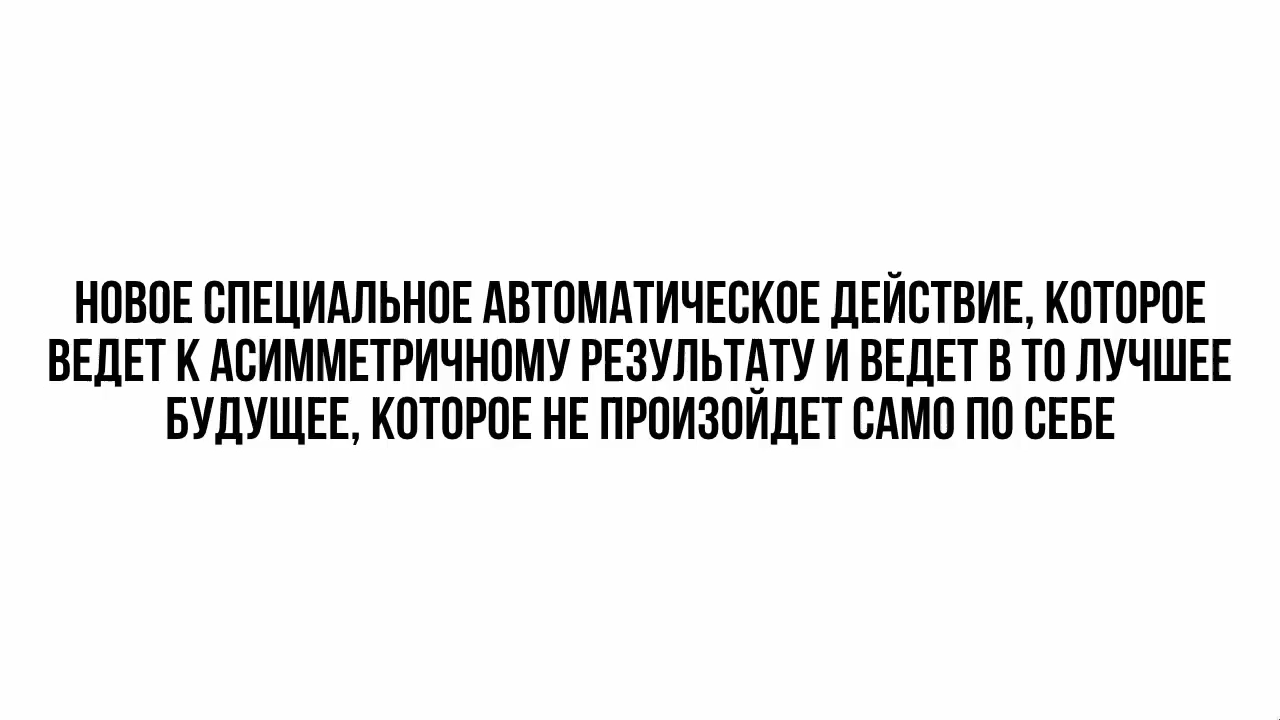 НОВОЕ СПЕЦИАЛЬНОЕ АВТОМАТИЧЕСКОЕ ДЕЙСТВИЕ, КОТОРОЕ
ВЕДЕТ К АСИММЕТРИЧНОМУ РЕЗУЛЬТАТУ И ВЕДЕТ В ТО ЛУЧШЕЕ
БУДУЩЕЕ, КОТОРОЕ НЕ ПРОИЗОЙДЕТ САМО ПО СЕБЕ